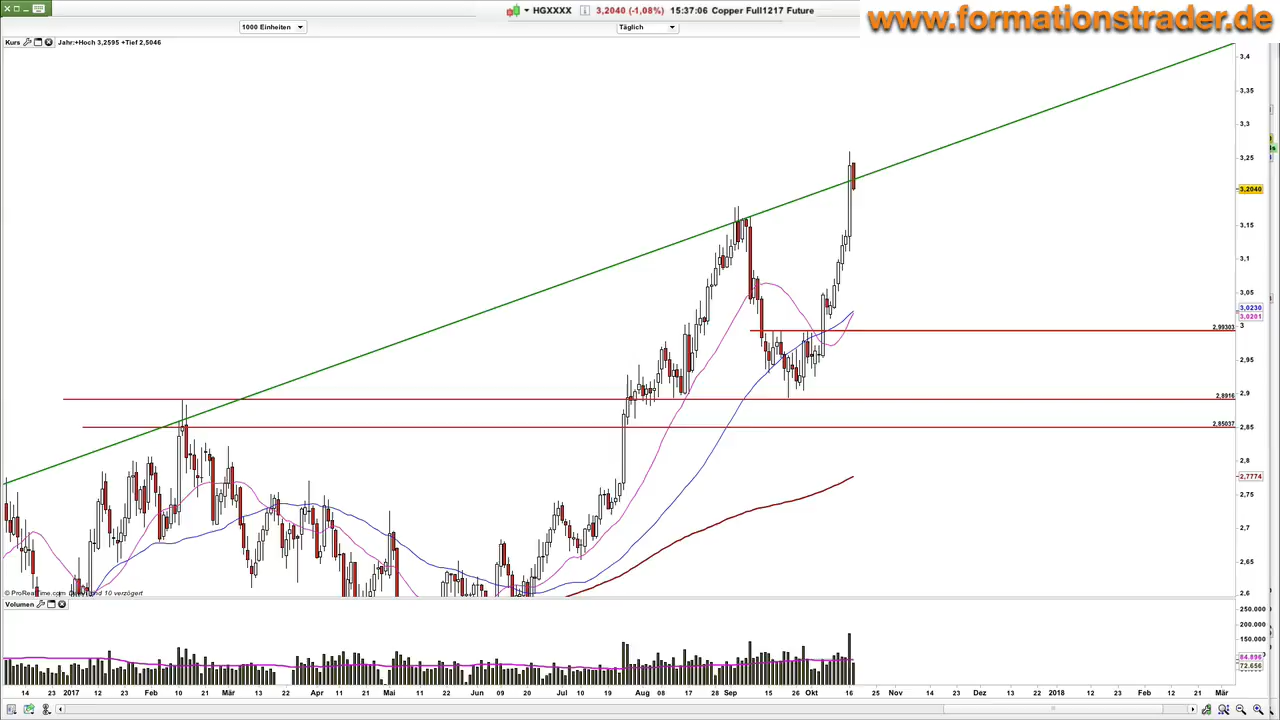 HGXXXX 3,2040 (-1,08%) 15:37:06 Copper Full1217 Future
www.formationstrader.de
1000 Einheiten
Täglich
Kurs
Jahr:+Hoch 3,2595 +Tief 2,5046
3,4
3,35
3,3
3,25
3,2040
3,15
3,1
3,05
3,0230
3,0201
3
2,99303
2,95
2,9
2,8916
2,85037
2,85
2,8
2,7774
2,75
2,7
2,65
2,6
© ProRealTime.com
10 verzögert
Volumen
250.000
200.000
150.000
84.896
72.656
14 23 2017 12 23 Feb 10 21 Mär 13 22 Apr 11 21 Mai 11 22 Jun 09 20 Jul 10 19 Aug 08 17 28 Sep 15 26 Okt 16 25 Nov 14 23 Dez 13 22 2018 12 23 Feb 12 21 Mär